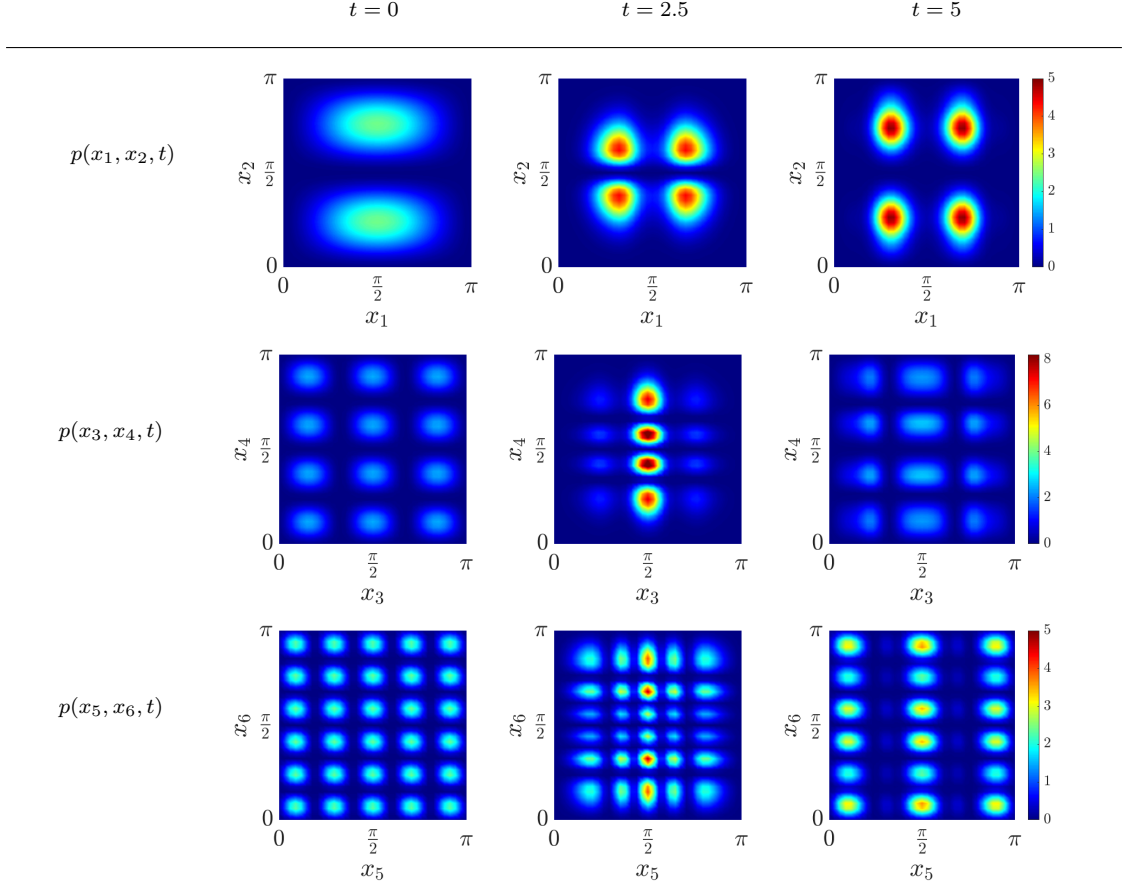 t = 0 t = 2.5 t = 5
p(x₁, x₂, t)
π π π 5
4
3
x₂ π/2 x₂ π/2 x₂ π/2
2
1
0 0 0 0
0 π/2 π 0 π/2 π 0 π/2 π
x₁ x₁ x₁
p(x₃, x₄, t)
π π π 8
6
x₄ π/2 x₄ π/2 x₄ π/2 4
2
0 0 0 0
0 π/2 π 0 π/2 π 0 π/2 π
x₃ x₃ x₃
p(x₅, x₆, t)
π π π 5
4
3
x₆ π/2 x₆ π/2 x₆ π/2
2
1
0 0 0 0
0 π/2 π 0 π/2 π 0 π/2 π
x₅ x₅ x₅